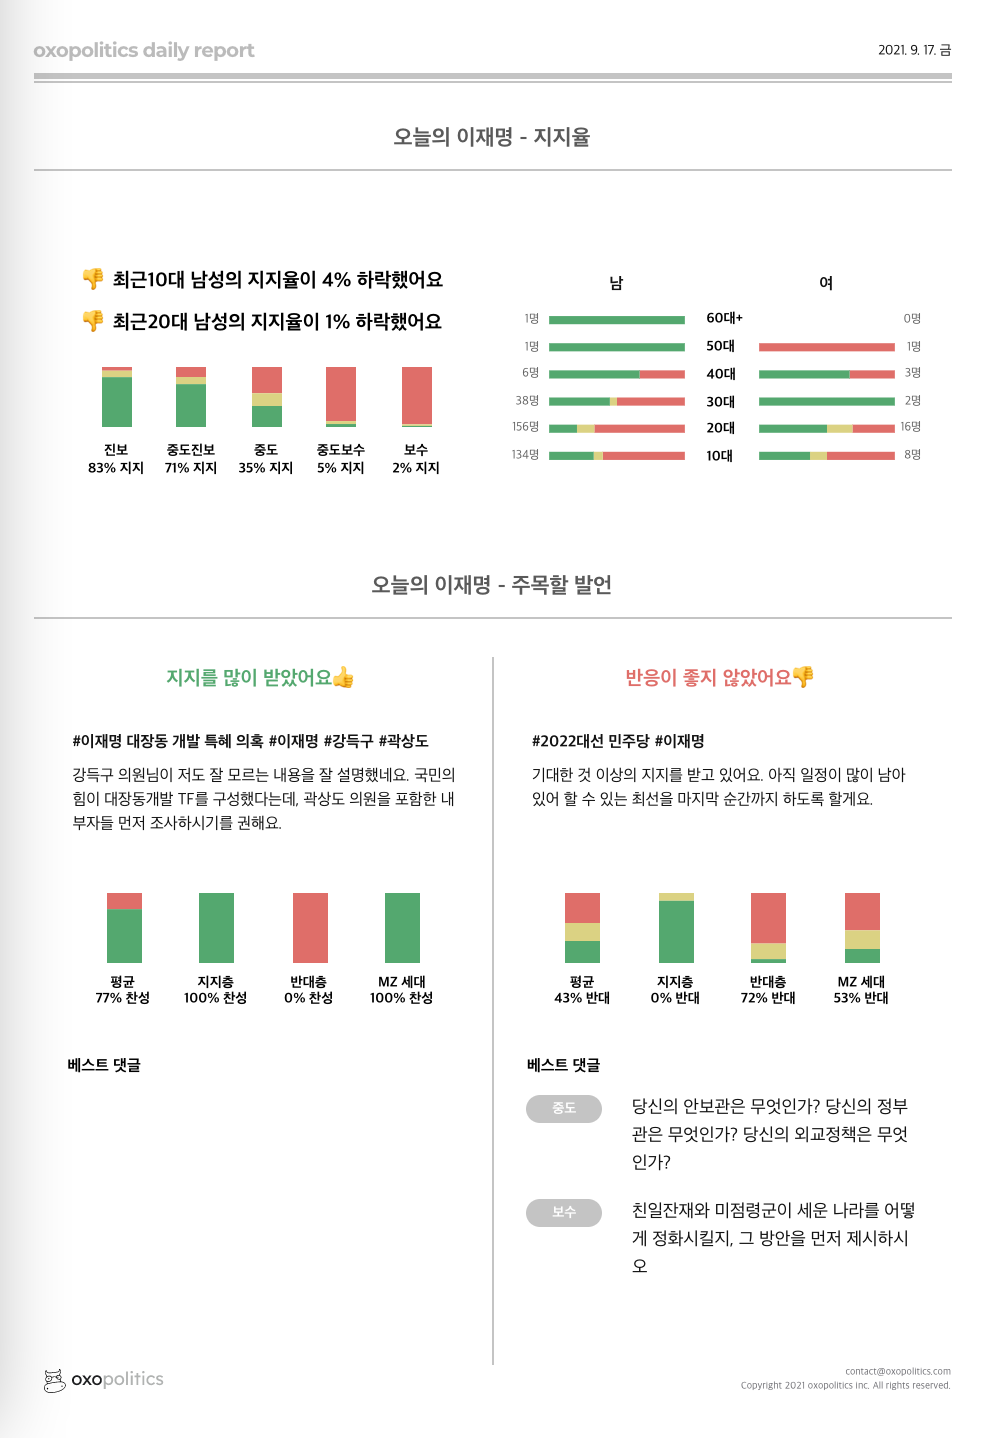 oxopolitics daily report
2021. 9. 17. 금
오늘의 이재명 - 지지율
최근10대 남성의 지지율이 4% 하락했어요
최근20대 남성의 지지율이 1% 하락했어요
진보 중도진보 중도 중도보수 보수
83% 지지 71% 지지 35% 지지 5% 지지 2% 지지
남 여
1명 60대+ 0명
1명 50대 1명
6명 40대 3명
38명 30대 2명
156명 20대 16명
134명 10대 8명
오늘의 이재명 - 주목할 발언
지지를 많이 받았어요
#이재명 대장동 개발 특혜 의혹 #이재명 #강득구 #곽상도
강득구 의원님이 저도 잘 모르는 내용을 잘 설명했네요. 국민의
힘이 대장동개발 TF를 구성했다는데, 곽상도 의원을 포함한 내
부자들 먼저 조사하시기를 권해요.
평균 지지층 반대층 MZ 세대
77% 찬성 100% 찬성 0% 찬성 100% 찬성
베스트 댓글
반응이 좋지 않았어요
#2022대선 민주당 #이재명
기대한 것 이상의 지지를 받고 있어요. 아직 일정이 많이 남아
있어 할 수 있는 최선을 마지막 순간까지 하도록 할게요.
평균 지지층 반대층 MZ 세대
43% 반대 0% 반대 72% 반대 53% 반대
베스트 댓글
중도
당신의 안보관은 무엇인가? 당신의 정부
관은 무엇인가? 당신의 외교정책은 무엇
인가?
보수
친일잔재와 미점령군이 세운 나라를 어떻
게 정화시킬지, 그 방안을 먼저 제시하시
오
oxopolitics
contact@oxopolitics.com
Copyright 2021 oxopolitics inc. All rights reserved.